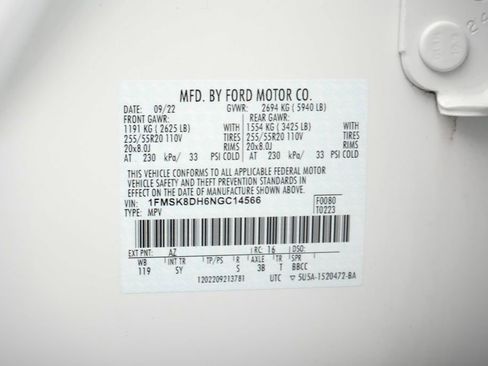 MFD. BY FORD MOTOR CO.
DATE: 09/22 GVWR: 2694 KG ( 5940 LB)
FRONT GAWR: REAR GAWR:
1191 KG ( 2625 LB) WITH 1554 KG ( 3425 LB) WITH
255/55R20 110V TIRES 255/55R20 110V TIRES
20x8.0J RIMS 20x8.0J RIMS
AT 230 kPa/ 33 PSI COLD AT 230 kPa/ 33 PSI COLD
THIS VEHICLE CONFORMS TO ALL APPLICABLE FEDERAL MOTOR
VEHICLE SAFETY AND THEFT PREVENTION STANDARDS IN
EFFECT ON THE DATE OF MANUFACTURE SHOWN ABOVE.
VIN: 1FMSK8DH6NGC14566 F0080
TYPE: MPV T0223
EXT PNT: AZ RC: 16 DSO:
WB INT TR TP/PS R AXLE TR SPR
119 SY S 3B T BBCC
1202209213781 UTC ▽ 5U5A-1520472-BA
24